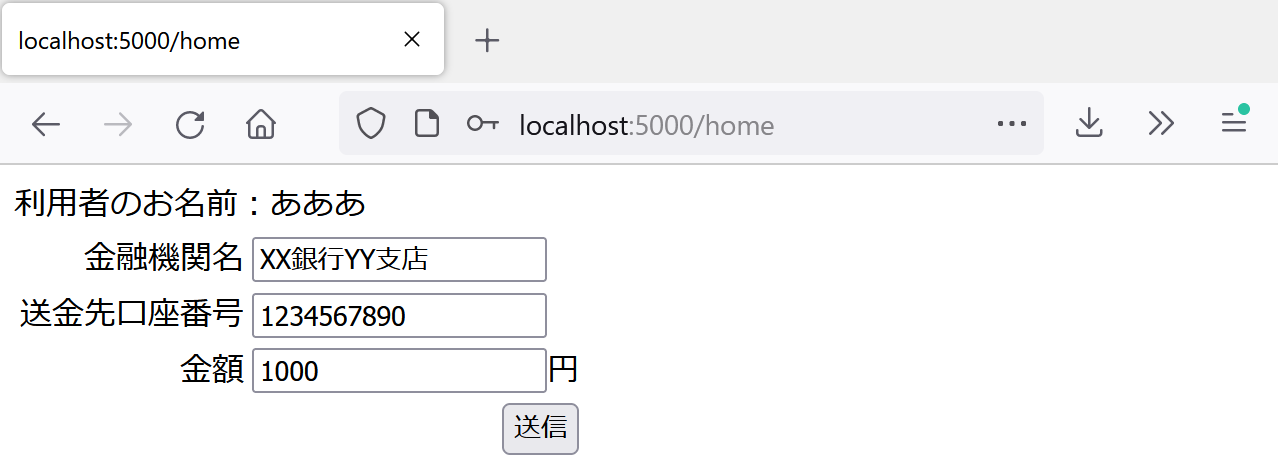 localhost:5000/home
localhost:5000/home
利用者のお名前：あああ
金融機関名 XX銀行YY支店
送金先口座番号 1234567890
金額 1000 円
送信